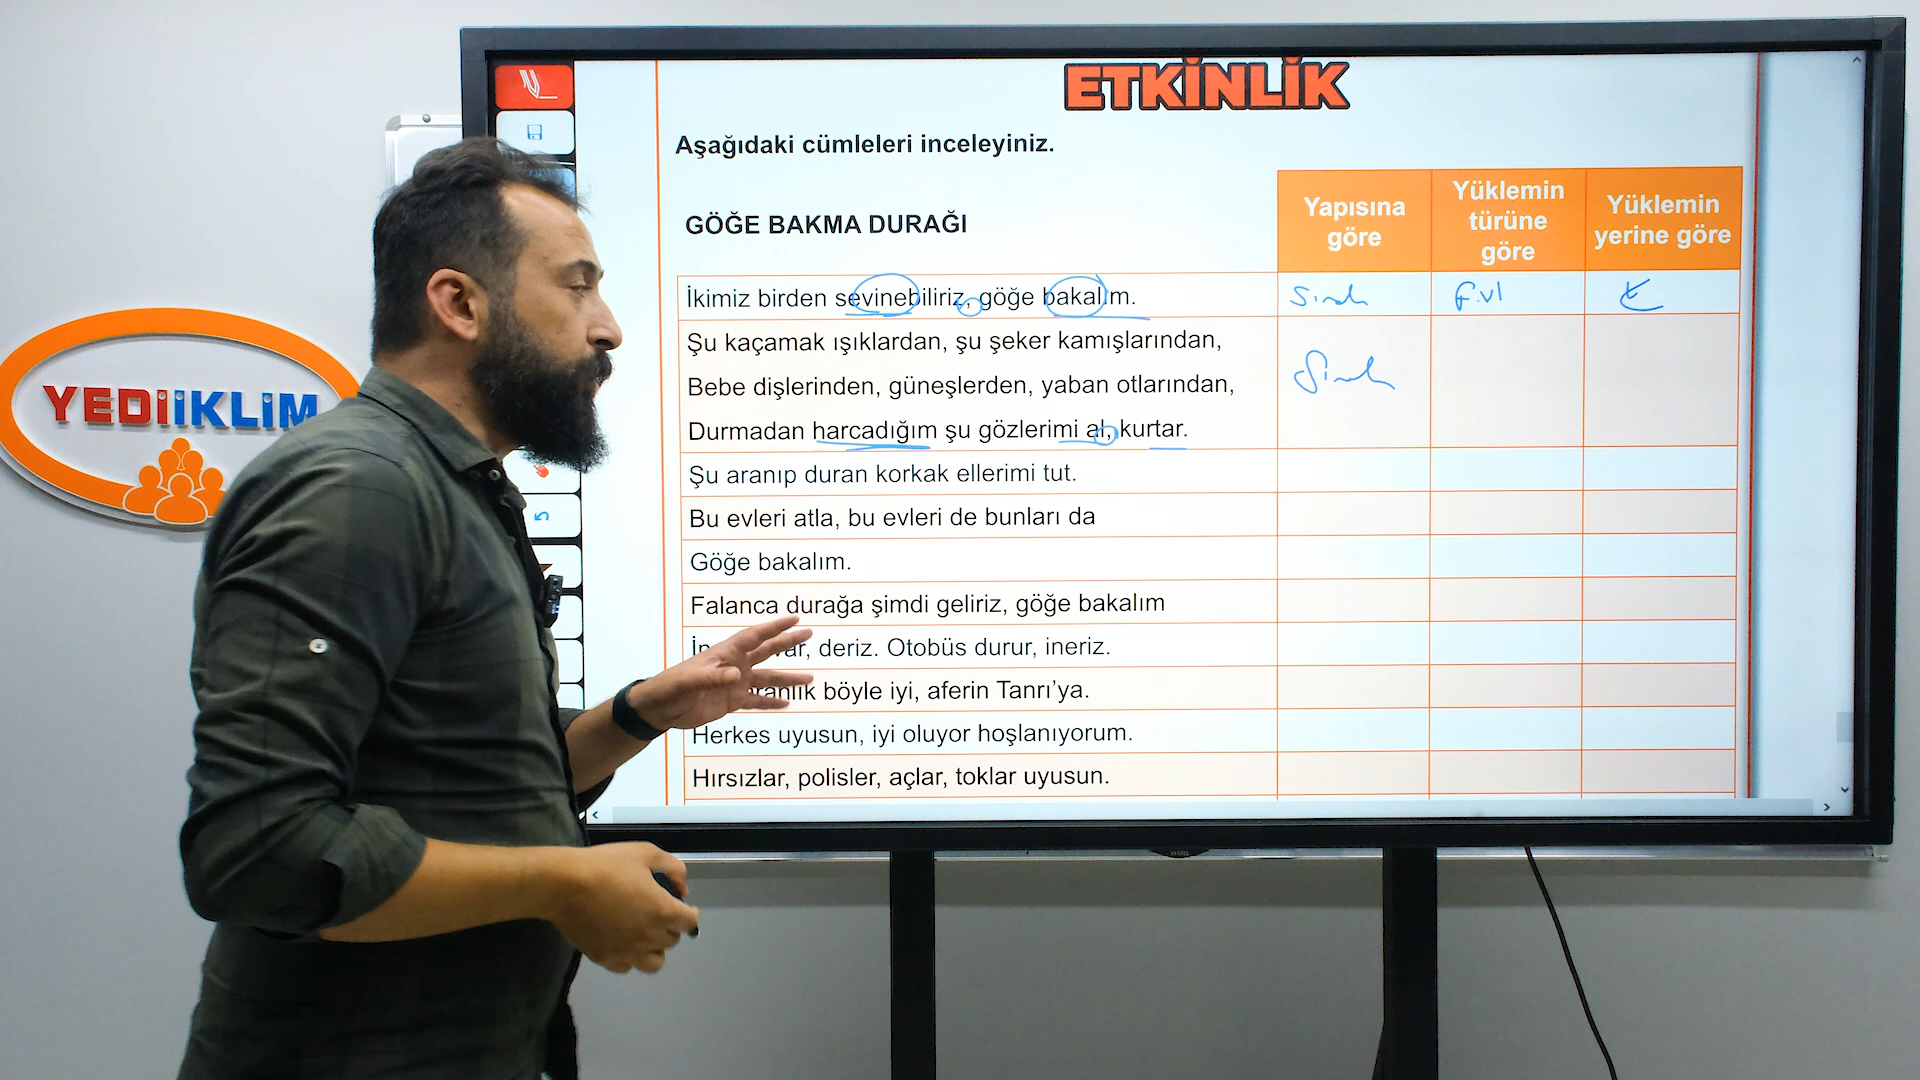 YEDİİKLİM
ETKİNLİK
Aşağıdaki cümleleri inceleyiniz.
GÖĞE BAKMA DURAĞI
Yapısına göre
Yüklemin türüne göre
Yüklemin yerine göre
İkimiz birden sevinebiliriz, göğe bakalım.
Sıralı
Şu kaçamak ışıklardan, şu şeker kamışlarından,
Bebe dişlerinden, güneşlerden, yaban otlarından,
Sıralı
Durmadan harcadığım şu gözlerimi al, kurtar.
Şu aranıp duran korkak ellerimi tut.
Bu evleri atla, bu evleri de bunları da
Göğe bakalım.
Falanca durağa şimdi geliriz, göğe bakalım
deriz. Otobüs durur, ineriz.
böyle iyi, aferin Tanrı'ya.
Herkes uyusun, iyi oluyor hoşlanıyorum.
Hırsızlar, polisler, açlar, toklar uyusun.